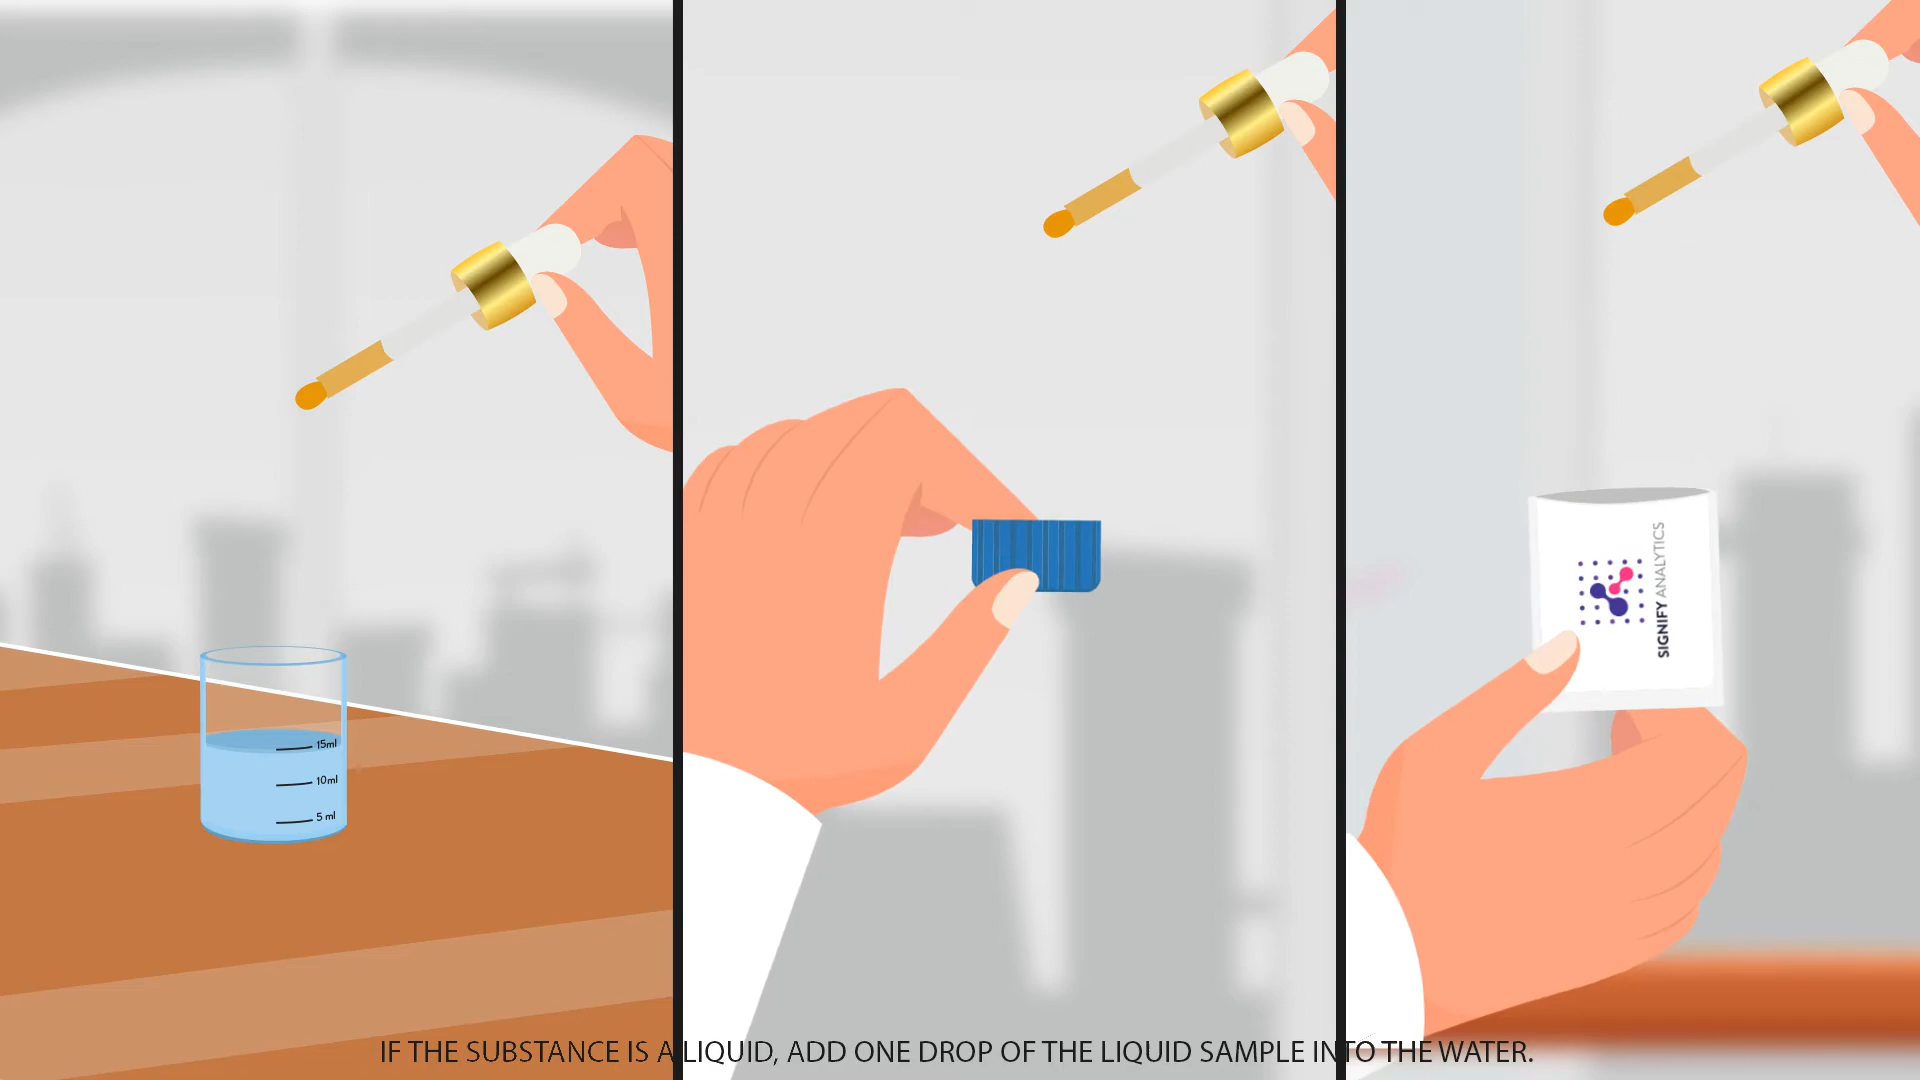 15ml
10ml
5 ml
SIGNIFY ANALYTICS
IF THE SUBSTANCE IS A LIQUID, ADD ONE DROP OF THE LIQUID SAMPLE INTO THE WATER.